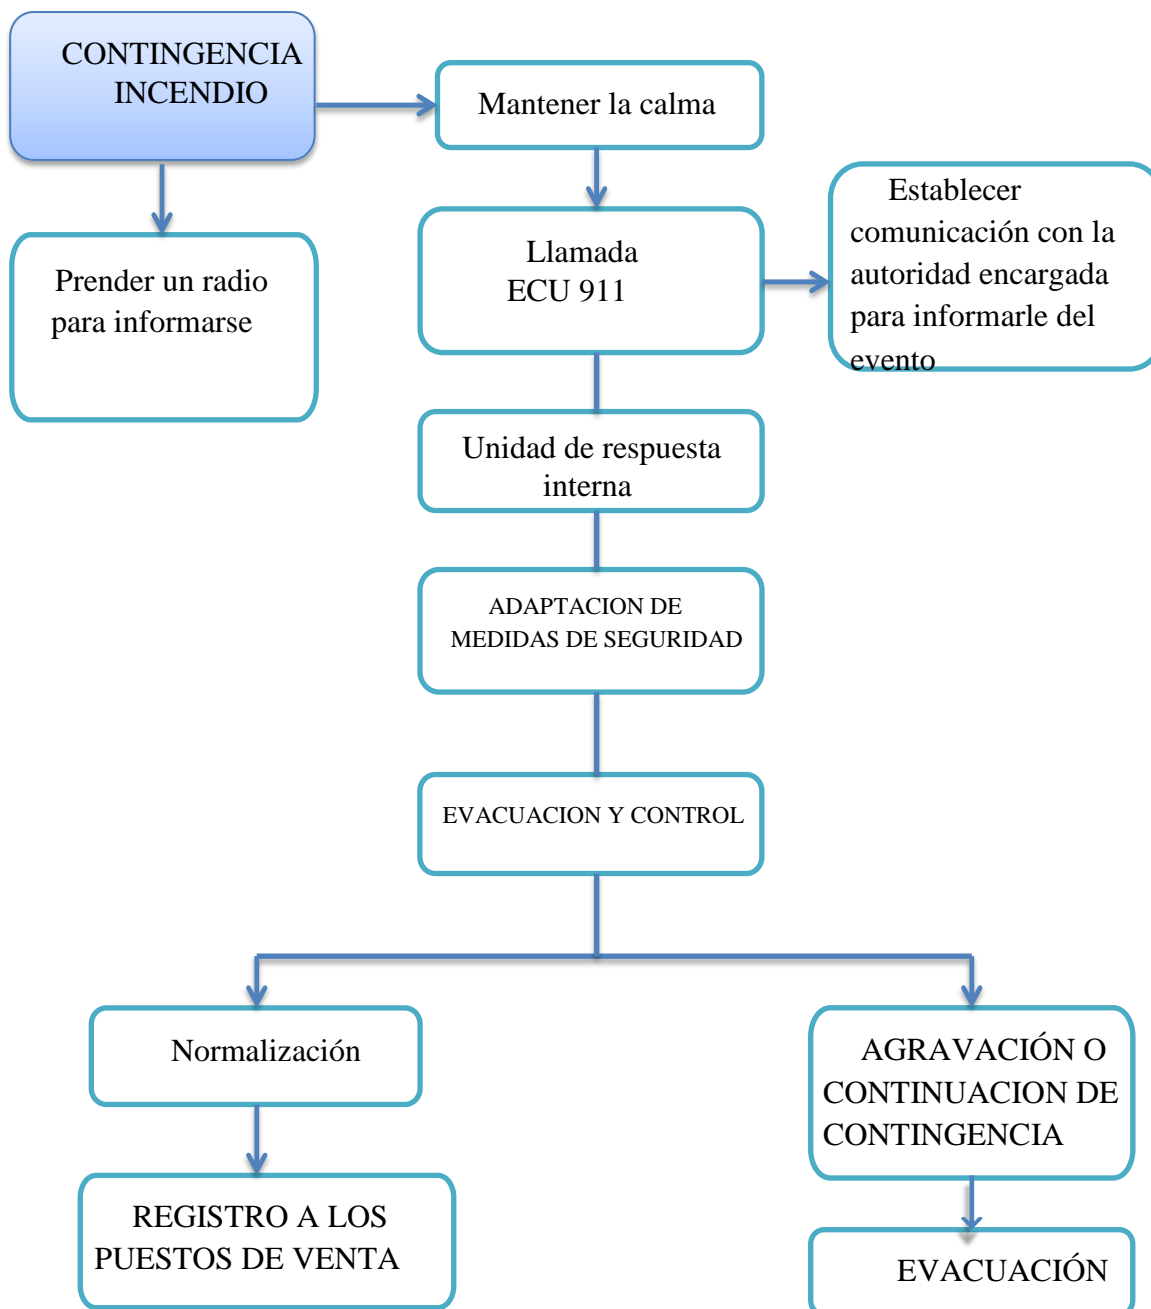 CONTINGENCIA
INCENDIO
Mantener la calma
Prender un radio
para informarse
Llamada
ECU 911
Establecer
comunicación con la
autoridad encargada
para informarle del
evento
Unidad de respuesta
interna
ADAPTACION DE
MEDIDAS DE SEGURIDAD
EVACUACION Y CONTROL
Normalización
AGRAVACIÓN O
CONTINUACION DE
CONTINGENCIA
REGISTRO A LOS
PUESTOS DE VENTA
EVACUACIÓN